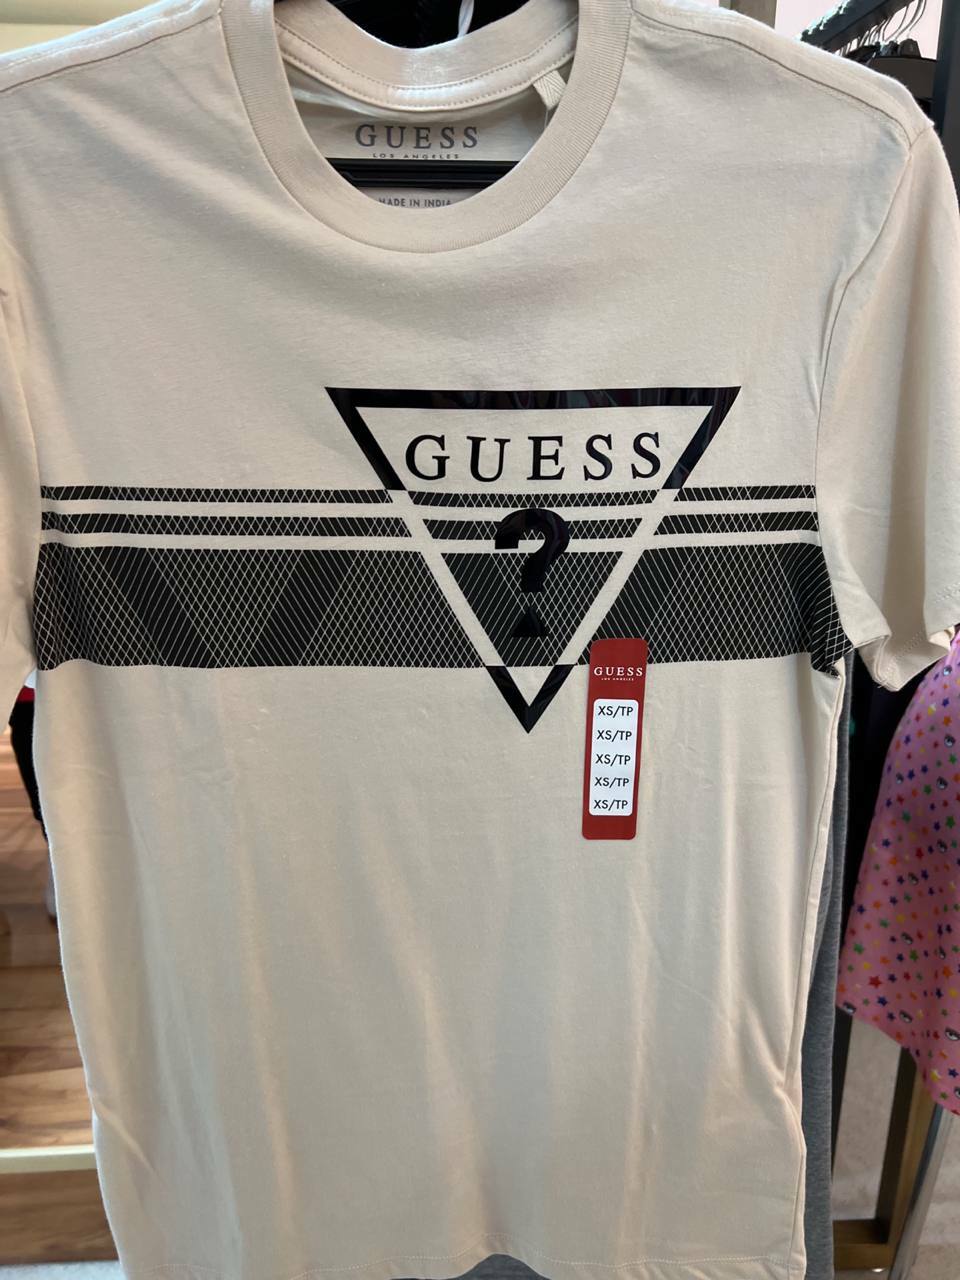 GUESS
LOS ANGELES
MADE IN INDIA
GUESS
?
GUESS
LOS ANGELES
XS/TP
XS/TP
XS/TP
XS/TP
XS/TP